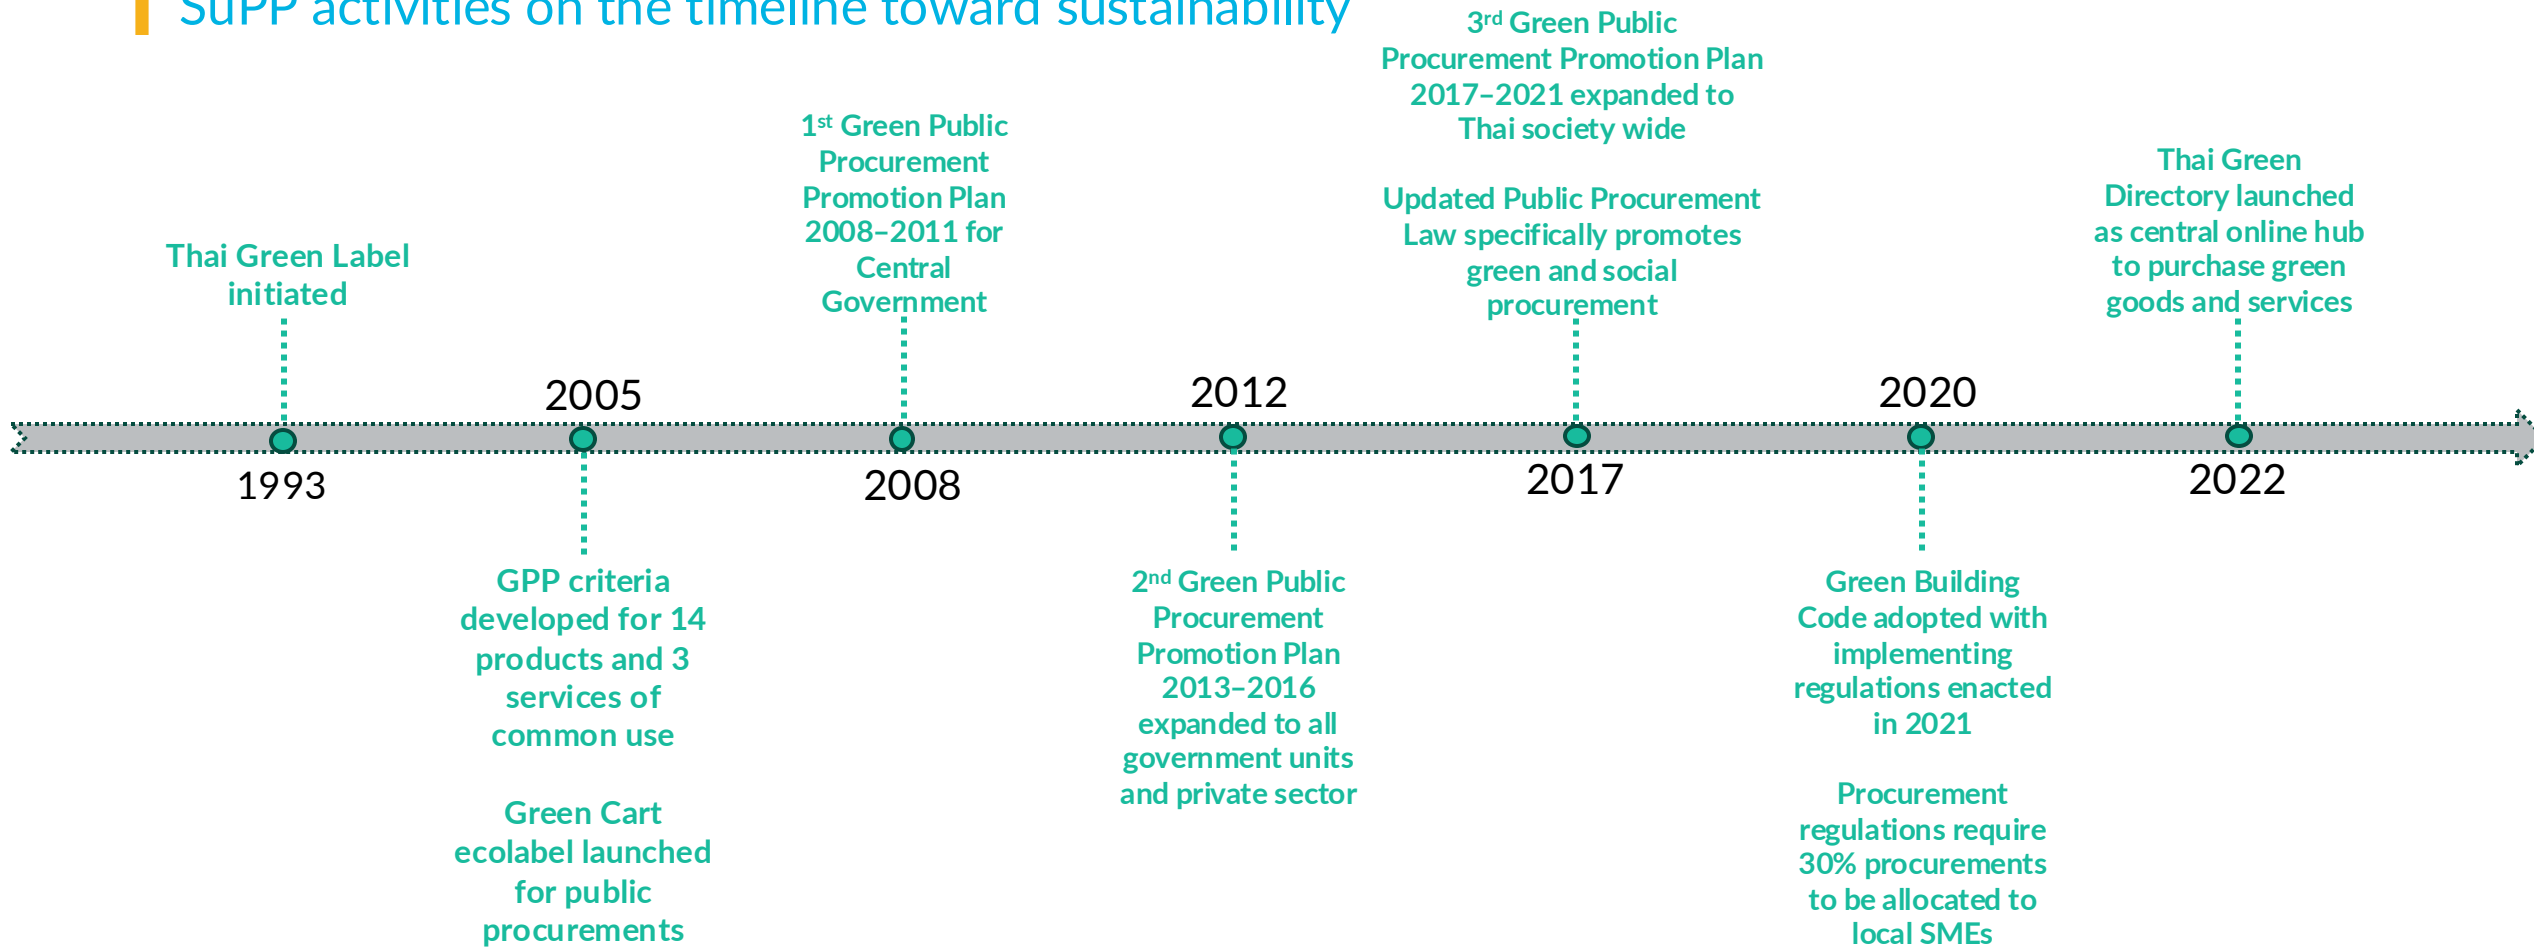 SuPP activities on the timeline toward sustainability
Thai Green Label
initiated
1993
2005
GPP criteria
developed for 14
products and 3
services of
common use
Green Cart
ecolabel launched
for public
procurements
1st Green Public
Procurement
Promotion Plan
2008–2011 for
Central
Government
2008
2012
2nd Green Public
Procurement
Promotion Plan
2013–2016
expanded to all
government units
and private sector
3rd Green Public
Procurement Promotion Plan
2017–2021 expanded to
Thai society wide
Updated Public Procurement
Law specifically promotes
green and social
procurement
2017
2020
Green Building
Code adopted with
implementing
regulations enacted
in 2021
Procurement
regulations require
30% procurements
to be allocated to
local SMEs
Thai Green
Directory launched
as central online hub
to purchase green
goods and services
2022